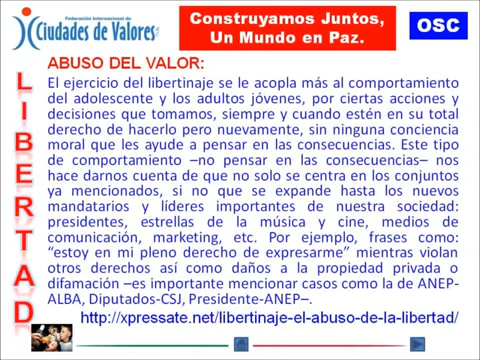 Federación Internacional de
Ciudades de Valores
Construyamos Juntos,
Un Mundo en Paz.
OSC
LIBERTAD
ABUSO DEL VALOR:
El ejercicio del libertinaje se le acopla más al comportamiento
del adolescente y los adultos jóvenes, por ciertas acciones y
decisiones que tomamos, siempre y cuando estén en su total
derecho de hacerlo pero nuevamente, sin ninguna conciencia
moral que les ayude a pensar en las consecuencias. Este tipo
de comportamiento –no pensar en las consecuencias– nos
hace darnos cuenta de que no solo se centra en los conjuntos
ya mencionados, si no que se expande hasta los nuevos
mandatarios y líderes importantes de nuestra sociedad:
presidentes, estrellas de la música y cine, medios de
comunicación, marketing, etc. Por ejemplo, frases como:
“estoy en mi pleno derecho de expresarme” mientras violan
otros derechos así como daños a la propiedad privada o
difamación –es importante mencionar casos como la de ANEP-
ALBA, Diputados-CSJ, Presidente-ANEP–.
http://xpressate.net/libertinaje-el-abuso-de-la-libertad/